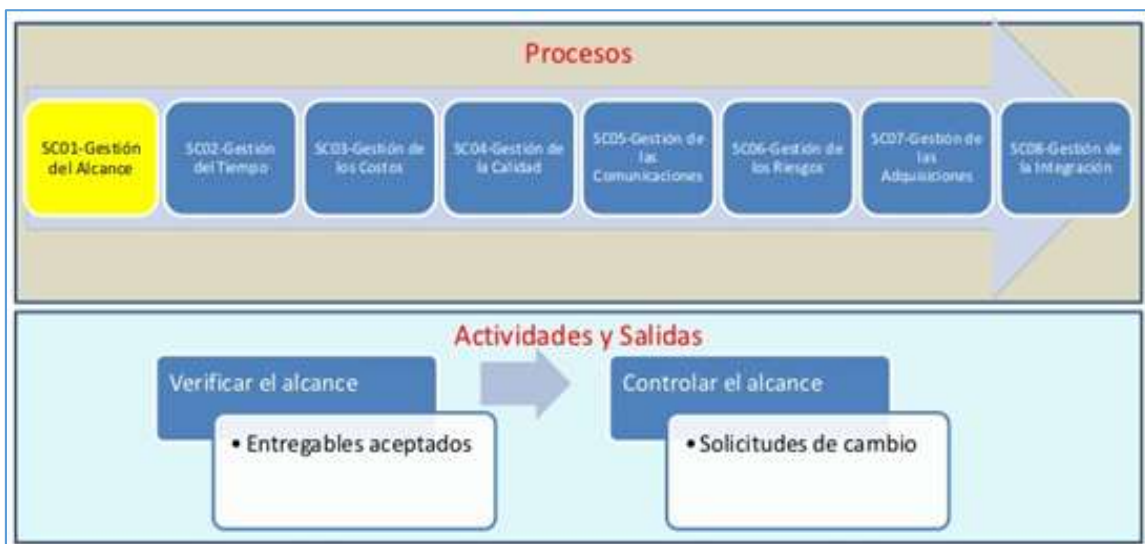 Procesos
SC01-Gestión
del Alcance
SC02-Gestión
del Tiempo
SC03-Gestión de
los Costos
SC04-Gestión de
la Calidad
SC05-Gestión de
las
Comunicaciones
SC06-Gestión de
los Riesgos
SC07-Gestión de
las
Adquisiciones
SC08-Gestión de
la Integración
Actividades y Salidas
Verificar el alcance
• Entregables aceptados
Controlar el alcance
• Solicitudes de cambio